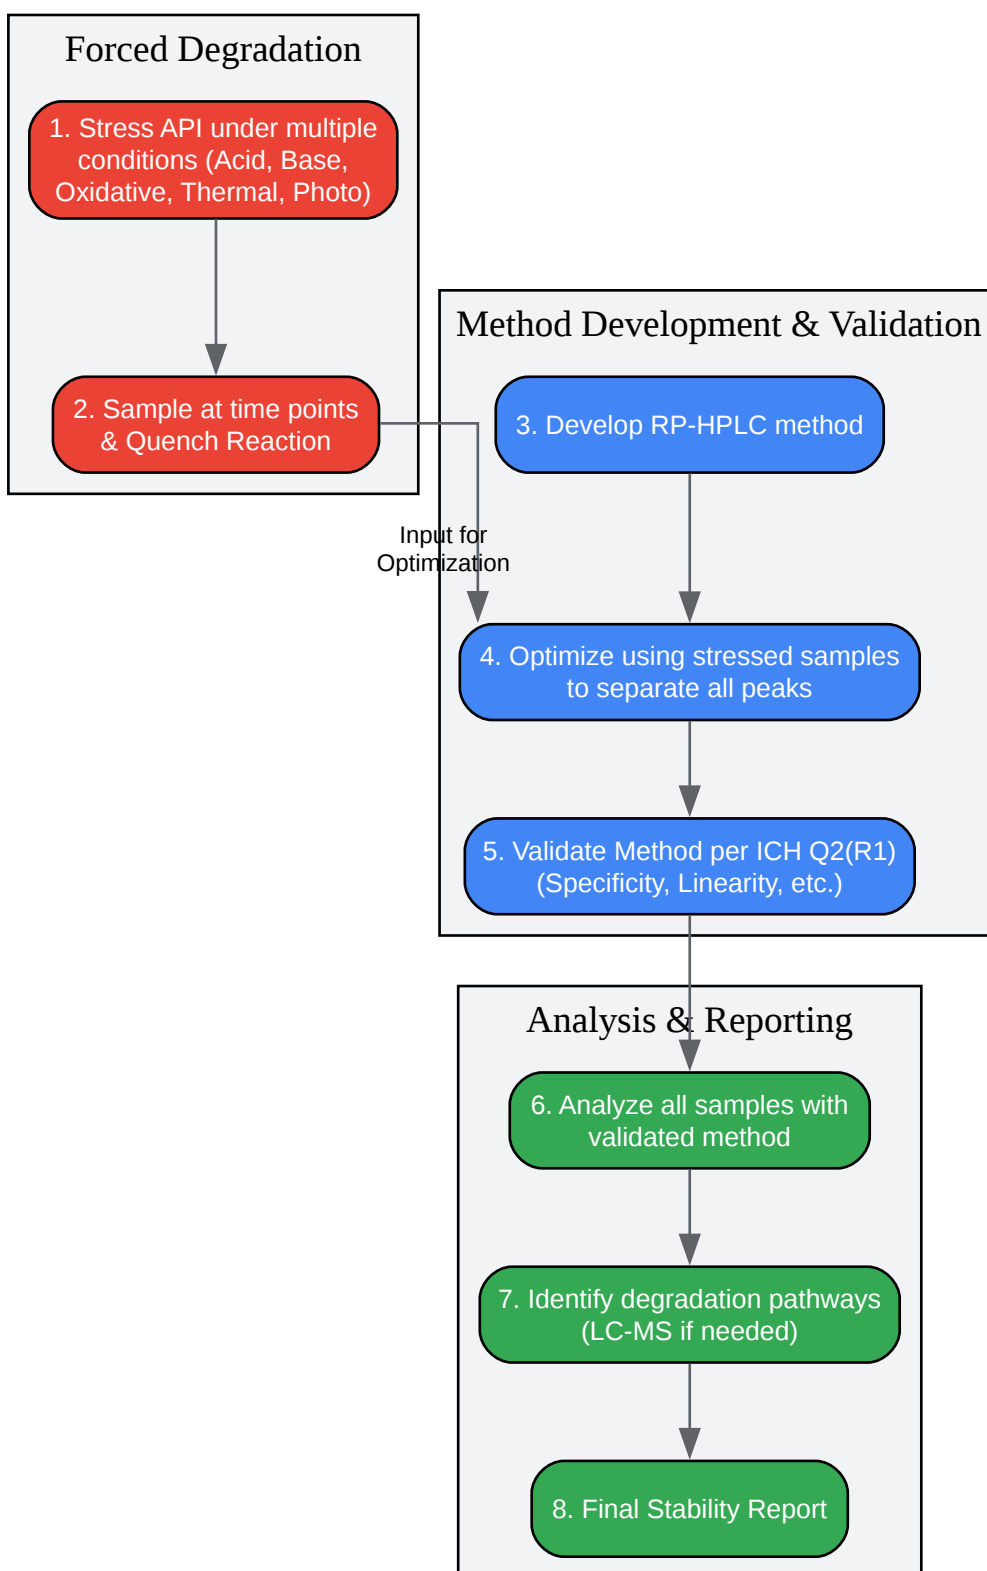 Forced Degradation
1. Stress API under multiple
conditions (Acid, Base,
Oxidative, Thermal, Photo)
2. Sample at time points
& Quench Reaction
Input for
Optimization
Method Development & Validation
3. Develop RP-HPLC method
4. Optimize using stressed samples
to separate all peaks
5. Validate Method per ICH Q2(R1)
(Specificity, Linearity, etc.)
Analysis & Reporting
6. Analyze all samples with
validated method
7. Identify degradation pathways
(LC-MS if needed)
8. Final Stability Report